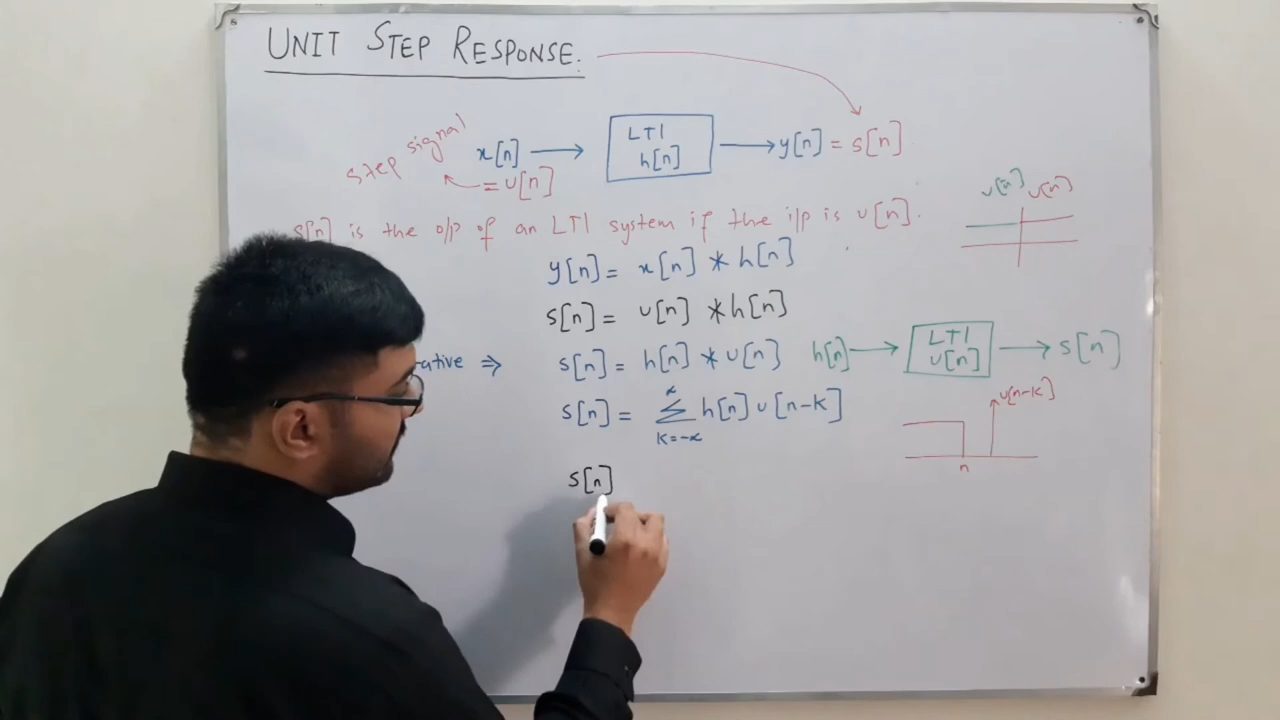 UNIT STEP RESPONSE.
step signal
x[n] → LTI h[n] → y[n] = s[n]
= u[n]
u[n] u[n]
s[n] is the o/p of an LTI system if the i/p is u[n].
y[n] = x[n] * h[n]
s[n] = u[n] * h[n]
ative ⇒ s[n] = h[n] * u[n]
h[n] → LTI u[n] → s[n]
s[n] = ∑ h[n] u[n-k]
k=-∝
u[n-k]
n
s[n]